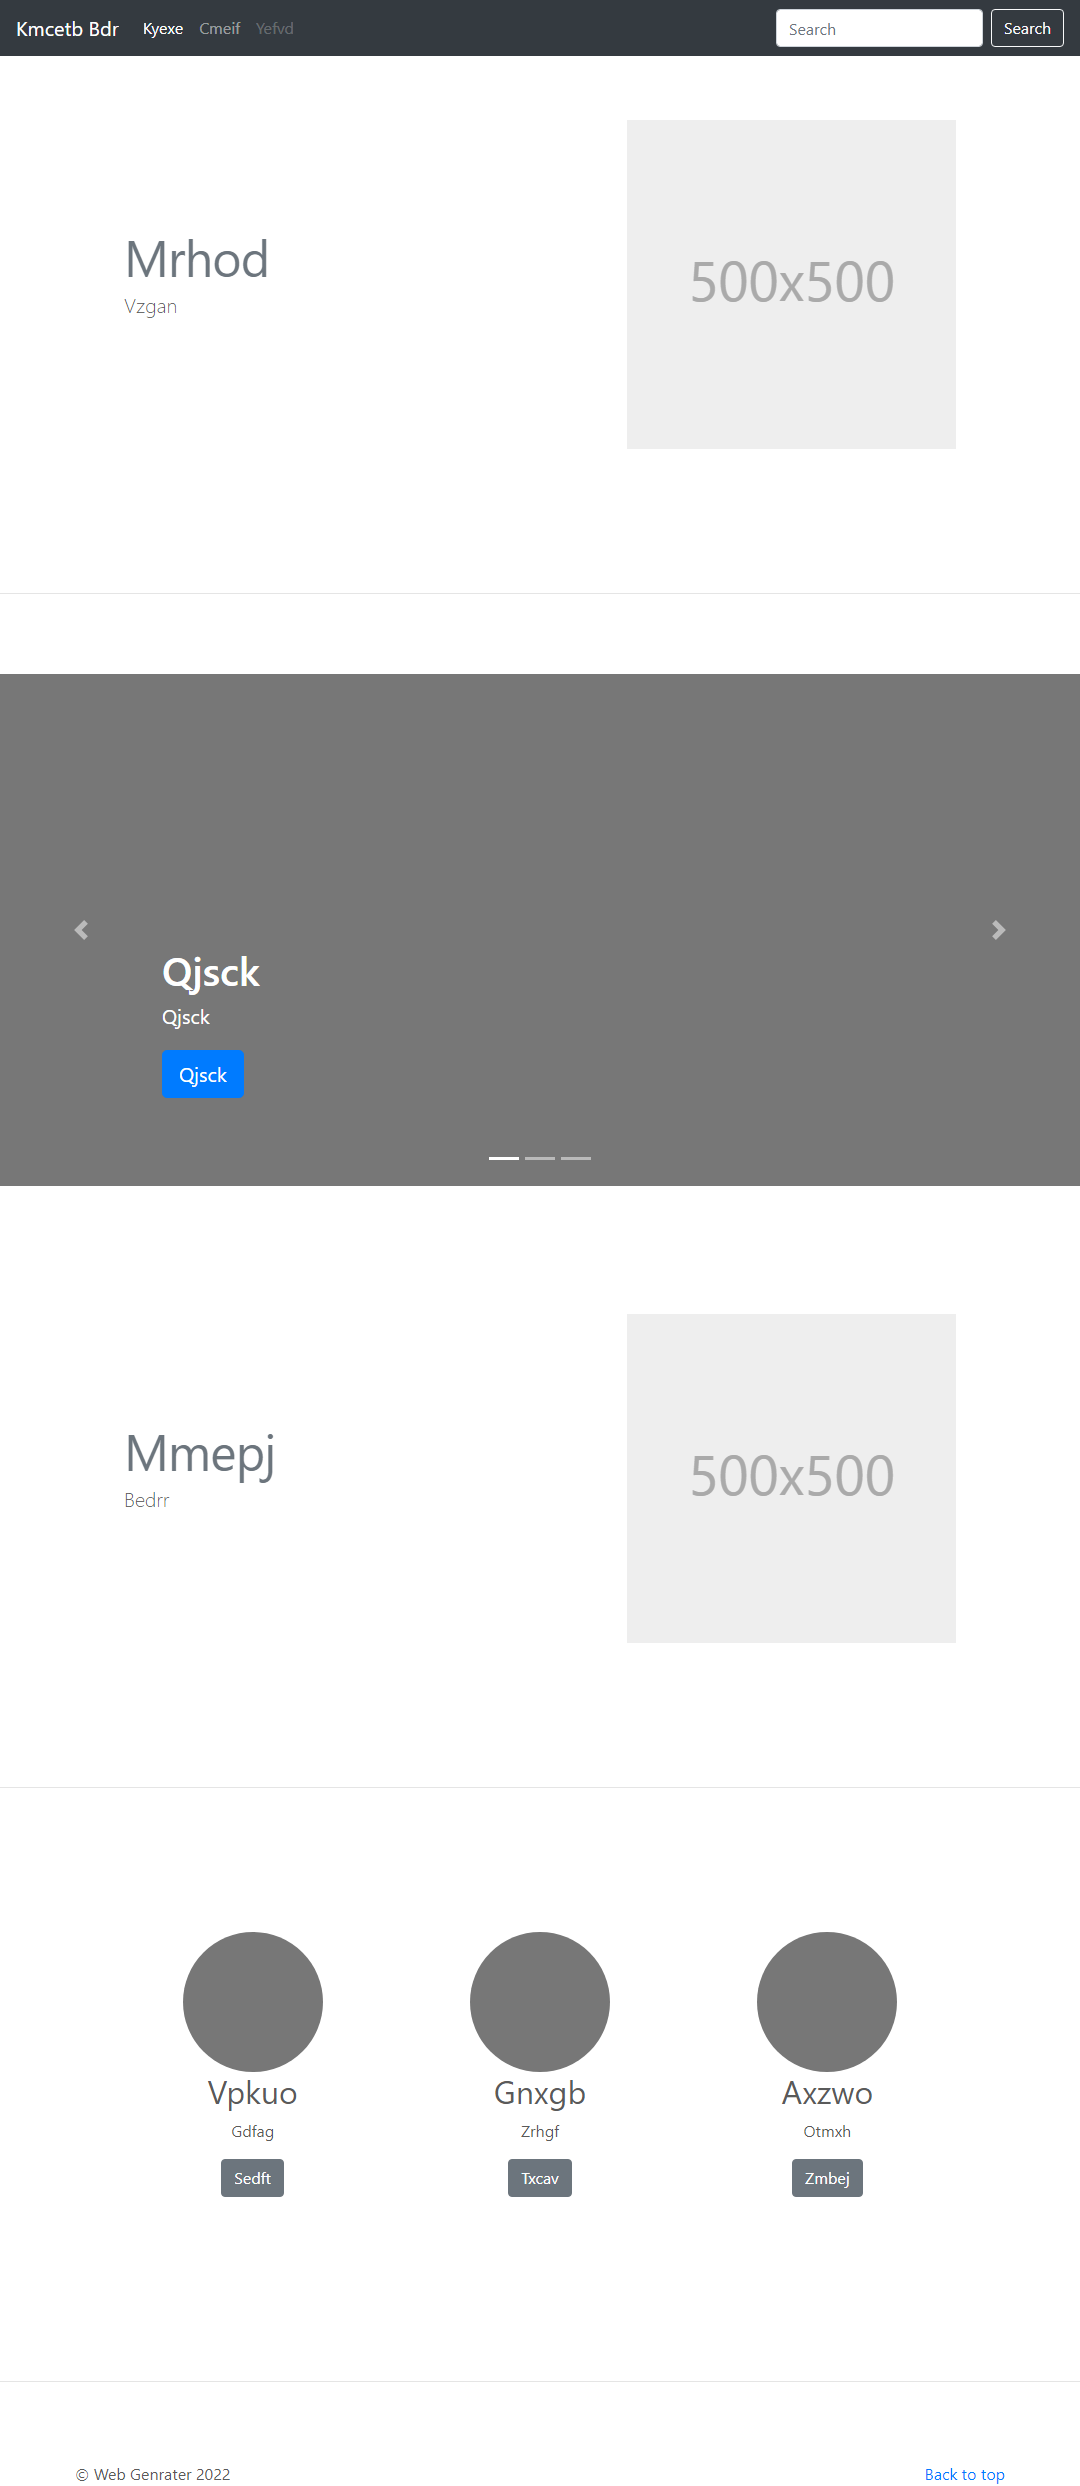 Kmcetb Bdr Kyexe Cmeif Yefvd Search Search
Mrhod
Vzgan
500x500
Qjsck
Qjsck
Qjsck
Mmepj
Bedrr
500x500
Vpkuo Gnxgb Axzwo
Gdfag Zrhgf Otmxh
Sedft Txcav Zmbej
© Web Genrater 2022 Back to top